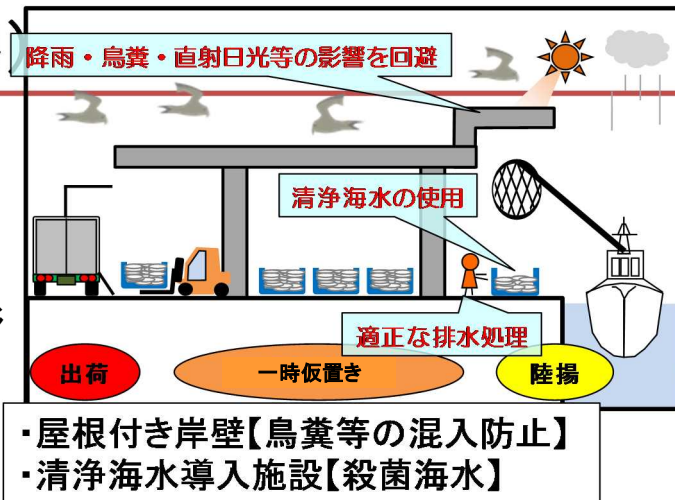 降雨・鳥糞・直射日光等の影響を回避
清浄海水の使用
適正な排水処理
出荷
一時仮置き
陸揚
・屋根付き岸壁【鳥糞等の混入防止】
・清浄海水導入施設【殺菌海水】